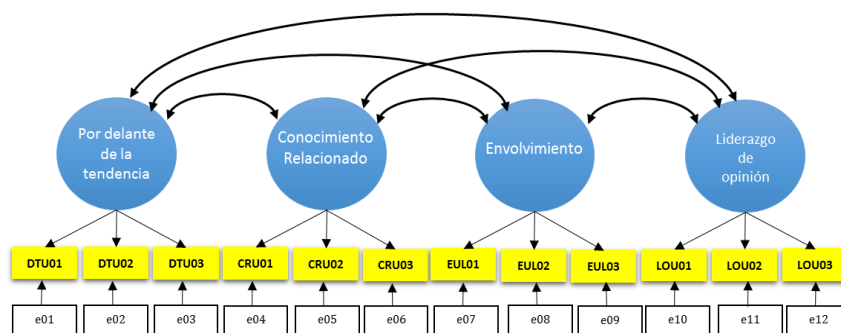 Por delante
de la
tendencia
Conocimiento
Relacionado
Envolvimiento
Liderazgo
de
opinión
DTU01
DTU02
DTU03
CRU01
CRU02
CRU03
EUL01
EUL02
EUL03
LOU01
LOU02
LOU03
e01
e02
e03
e04
e05
e06
e07
e08
e09
e10
e11
e12